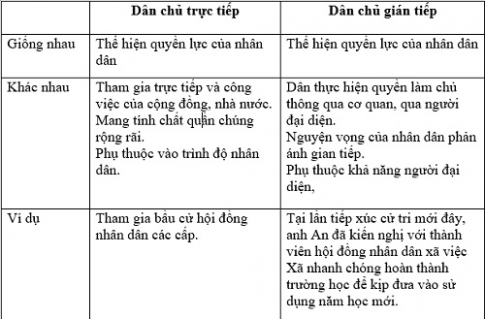 Dân chủ trực tiếp
Dân chủ gián tiếp
Giống nhau
Thể hiện quyền lực của nhân
dân
Thể hiện quyền lực của nhân dân
Khác nhau
Tham gia trực tiếp và công
việc của cộng đồng, nhà nước.
Mang tính chất quần chúng
rộng rãi.
Phụ thuộc vào trình độ nhân
dân.
Dân thực hiện quyền làm chủ
thông qua cơ quan, qua người
đại diện.
Nguyện vọng của nhân dân phản
ánh gian tiếp.
Phụ thuộc khả năng người đại
diện,
Ví dụ
Tham gia bầu cử hội đồng
nhân dân các cấp.
Tại lần tiếp xúc cử tri mới đây,
anh An đã kiến nghị với thành
viên hội đồng nhân dân xã việc
Xã nhanh chóng hoàn thành
trường học để kịp đưa vào sử
dụng năm học mới.